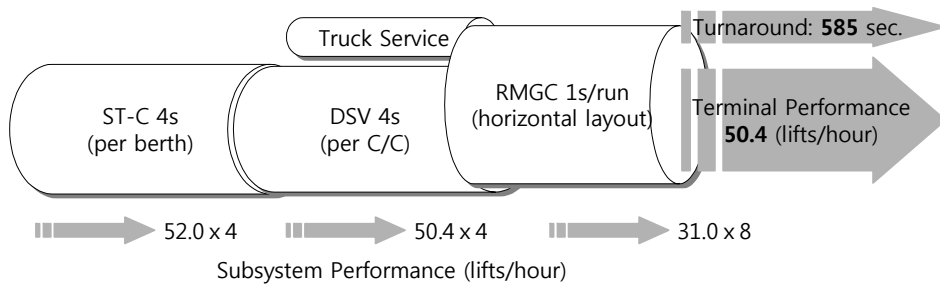 Truck Service
Turnaround: 585 sec.
ST-C 4s
(per berth)
DSV 4s
(per C/C)
RMGC 1s/run
(horizontal layout)
Terminal Performance
50.4 (lifts/hour)
52.0 x 4
50.4 x 4
31.0 x 8
Subsystem Performance (lifts/hour)